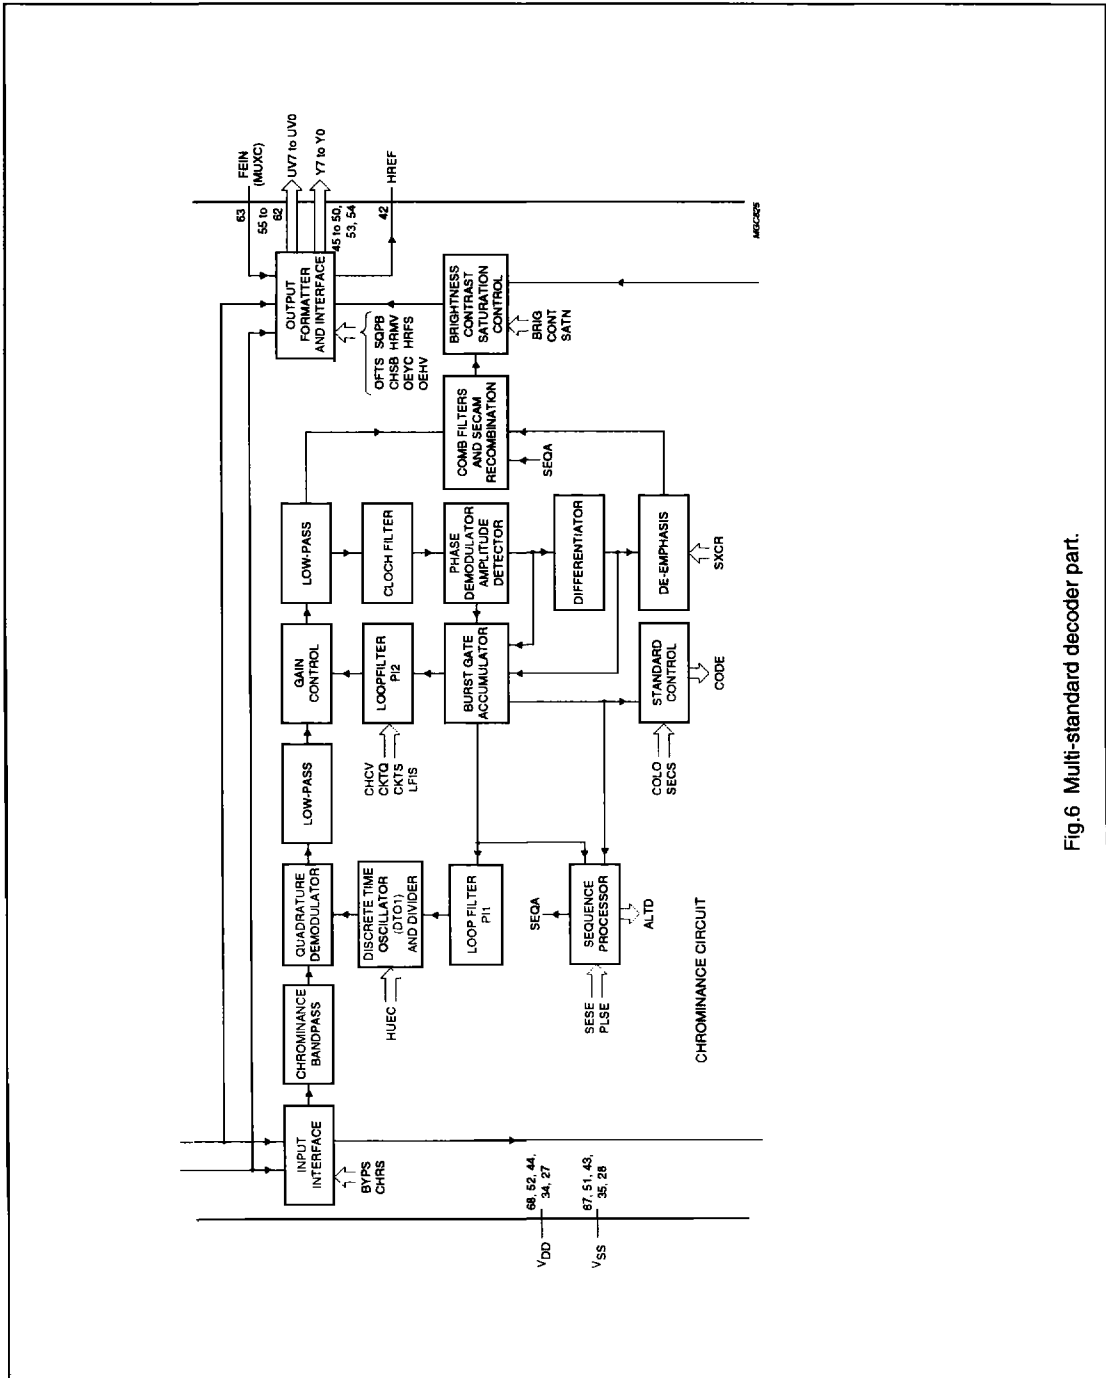 FEIN
(MUXC)
UV7 to UV0
Y7 to Y0
HREF
63
55 to
62
45 to 50,
53, 54
42
OUTPUT
FORMATTER
AND INTERFACE
OFTS SQPB
CHSB HRMV
OEYC HRFS
OEHV
BRIGHTNESS
CONTRAST
SATURATION
CONTROL
BRIG
CONT
SATN
MGC825
COMB FILTERS
AND SECAM
RECOMBINATION
SEQA
LOW-PASS
CLOCH FILTER
PHASE
DEMODULATOR
AMPLITUDE
DETECTOR
DIFFERENTIATOR
DE-EMPHASIS
SXCR
GAIN
CONTROL
LOOPFILTER
PI2
BURST GATE
ACCUMULATOR
STANDARD
CONTROL
CODE
LOW-PASS
CHCV
CKTQ
CKTS
LFIS
COLO
SECS
QUADRATURE
DEMODULATOR
DISCRETE TIME
OSCILLATOR
(DTO1)
AND DIVIDER
LOOP FILTER
PI1
SEQA
SEQUENCE
PROCESSOR
ALTD
HUEC
SESE
PLSE
CHROMINANCE
BANDPASS
CHROMINANCE CIRCUIT
INPUT
INTERFACE
BYPS
CHRS
68, 52, 44,
34, 27
67, 51, 43,
35, 28
VDD
VSS
Fig.6 Multi-standard decoder part.